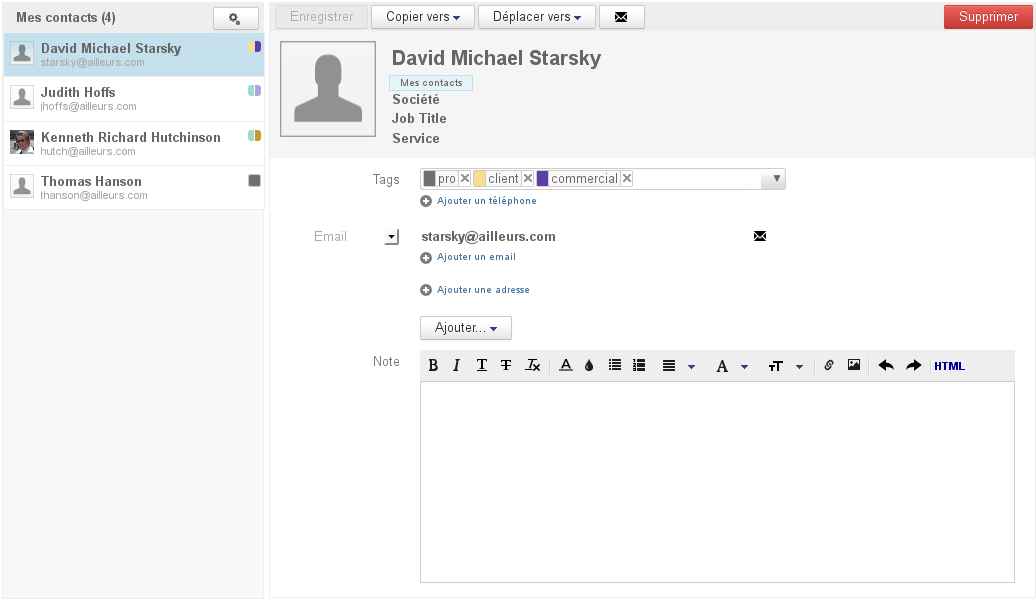 Mes contacts (4)
David Michael Starsky
starsky@ailleurs.com
Judith Hoffs
jhoffs@ailleurs.com
Kenneth Richard Hutchinson
hutch@ailleurs.com
Thomas Hanson
thanson@ailleurs.com
Enregistrer Copier vers Déplacer vers Supprimer
David Michael Starsky
Mes contacts
Société
Job Title
Service
Tags pro client commercial
Ajouter un téléphone
Email starsky@ailleurs.com
Ajouter un email
Ajouter une adresse
Ajouter...
Note B I T T Tx A A TT HTML